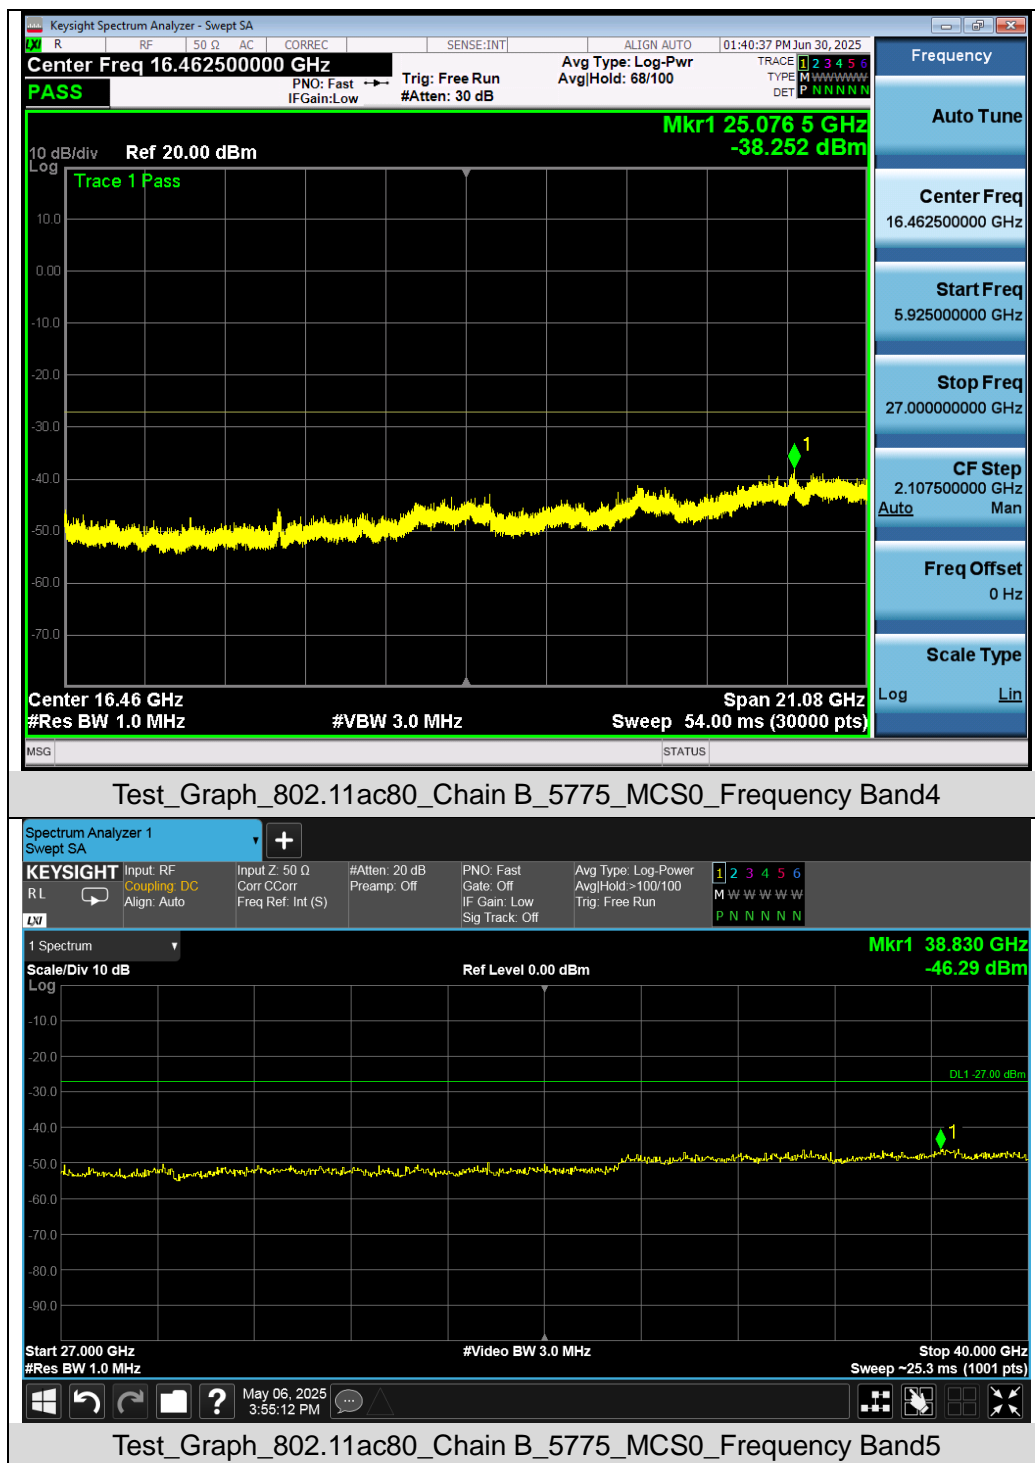 Keysight Spectrum Analyzer - Swept SA
LXI R RF 50 Ω AC CORREC SENSE:INT ALIGN AUTO 01:40:37 PM Jun 30, 2025
Center Freq 16.462500000 GHz
PNO: Fast
IFGain:Low
Trig: Free Run
#Atten: 30 dB
Avg Type: Log-Pwr
Avg|Hold: 68/100
TRACE 1 2 3 4 5 6
TYPE M W W W W W
DET P N N N N N
PASS
Mkr1 25.076 5 GHz
-38.252 dBm
10 dB/div Ref 20.00 dBm
Log
Trace 1 Pass
10.0
0.00
-10.0
-20.0
-30.0
-40.0
-50.0
-60.0
-70.0
1
Center 16.46 GHz Span 21.08 GHz
#Res BW 1.0 MHz #VBW 3.0 MHz Sweep 54.00 ms (30000 pts)
MSG STATUS
Frequency
Auto Tune
Center Freq
16.462500000 GHz
Start Freq
5.925000000 GHz
Stop Freq
27.000000000 GHz
CF Step
2.107500000 GHz
Auto Man
Freq Offset
0 Hz
Scale Type
Log Lin
Test_Graph_802.11ac80_Chain B_5775_MCS0_Frequency Band4
Spectrum Analyzer 1
Swept SA
+
KEYSIGHT
RL
LXI
Input: RF
Coupling: DC
Align: Auto
Input Z: 50 Ω
Corr CCorr
Freq Ref: Int (S)
#Atten: 20 dB
Preamp: Off
PNO: Fast
Gate: Off
IF Gain: Low
Sig Track: Off
Avg Type: Log-Power
Avg|Hold:>100/100
Trig: Free Run
1 2 3 4 5 6
M W W W W W
P N N N N N
1 Spectrum
Mkr1 38.830 GHz
-46.29 dBm
Scale/Div 10 dB Ref Level 0.00 dBm
Log
-10.0
-20.0
-30.0
-40.0
-50.0
-60.0
-70.0
-80.0
-90.0
DL1 -27.00 dBm
1
Start 27.000 GHz #Video BW 3.0 MHz Stop 40.000 GHz
#Res BW 1.0 MHz Sweep ~25.3 ms (1001 pts)
?
May 06, 2025
3:55:12 PM
Test_Graph_802.11ac80_Chain B_5775_MCS0_Frequency Band5